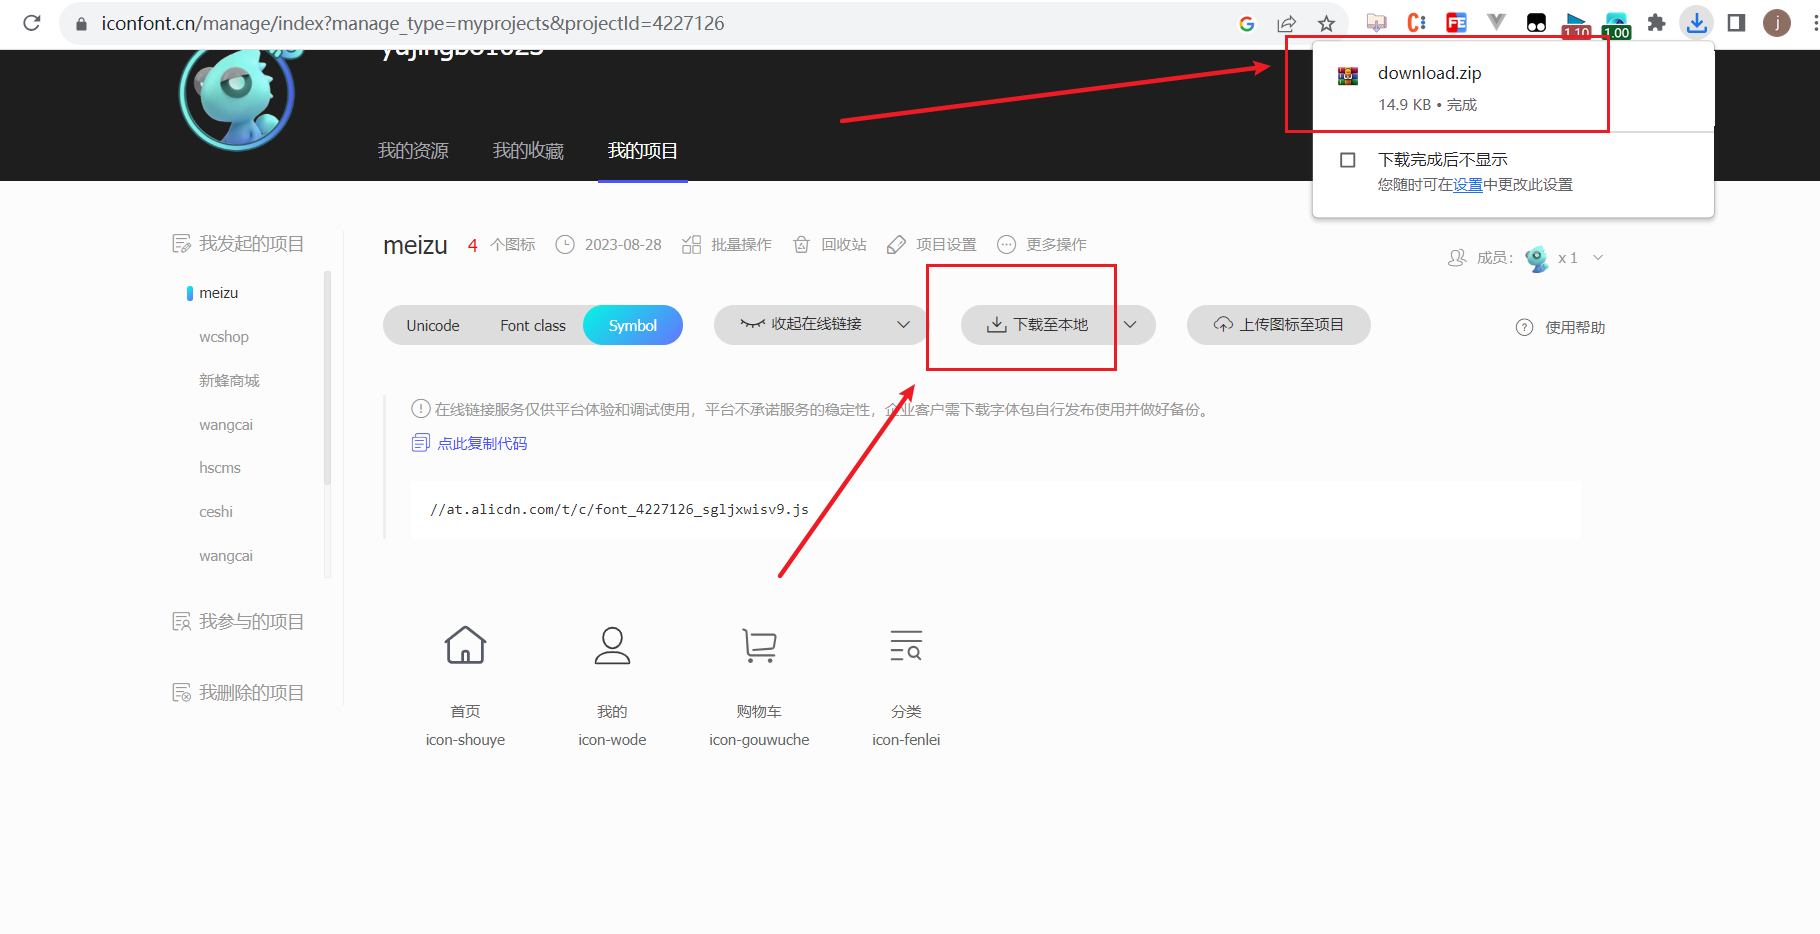 iconfont.cn/manage/index?manage_type=myprojects&projectId=4227126
1.10
1.00
j
yujingbo1023
download.zip
14.9 KB • 完成
下载完成后不显示
您随时可在设置中更改此设置
我的资源
我的收藏
我的项目
我发起的项目
meizu
wcshop
新蜂商城
wangcai
hscms
ceshi
wangcai
我参与的项目
我删除的项目
meizu 4 个图标 2023-08-28 批量操作 回收站 项目设置 更多操作
成员: x 1
Unicode Font class Symbol 收起在线链接 下载至本地 上传图标至项目 使用帮助
在线链接服务仅供平台体验和调试使用，平台不承诺服务的稳定性，企业客户需下载字体包自行发布使用并做好备份。
点此复制代码
//at.alicdn.com/t/c/font_4227126_sgljxwisv9.js
首页 我的 购物车 分类
icon-shouye icon-wode icon-gouwuche icon-fenlei